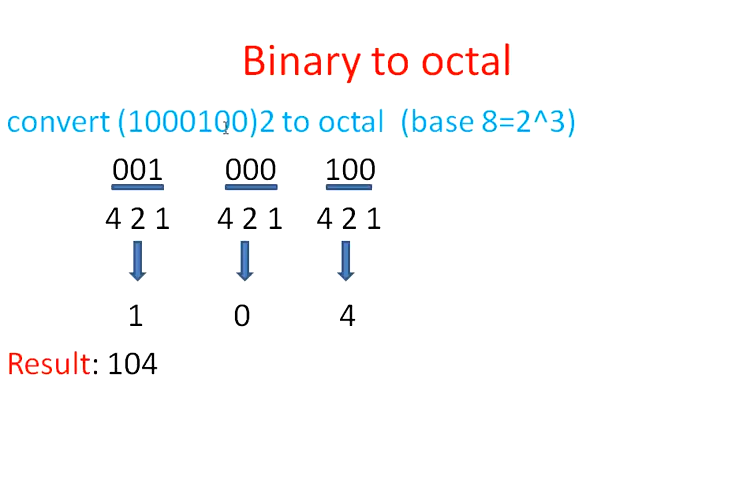 Binary to octal
convert (1000100)2 to octal (base 8=2^3)
001 000 100
4 2 1 4 2 1 4 2 1
1 0 4
Result: 104